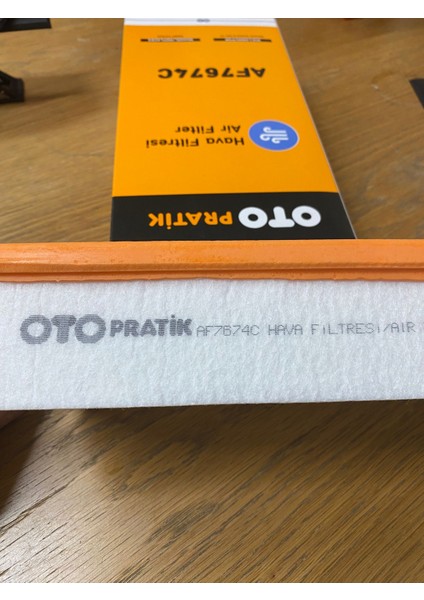 AF7674C
Hava Filtresi
Air Filter
OTO PRATİK
OTO PRATİK AF7674C HAVA FİLTRESİ/AIR